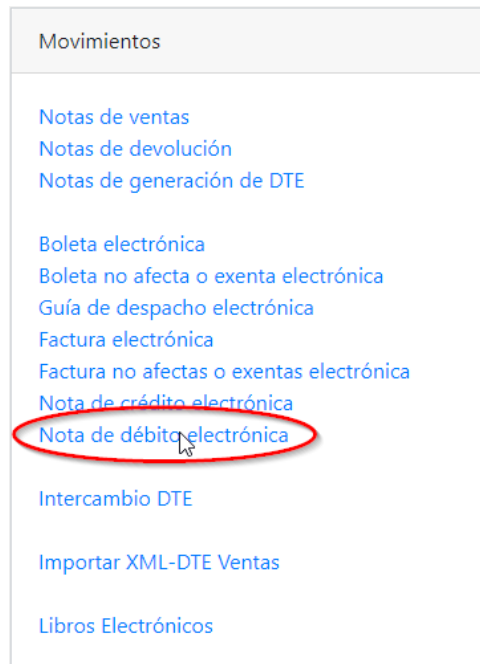 Movimientos
Notas de ventas
Notas de devolución
Notas de generación de DTE
Boleta electrónica
Boleta no afecta o exenta electrónica
Guía de despacho electrónica
Factura electrónica
Factura no afectas o exentas electrónica
Nota de crédito electrónica
Nota de débito electrónica
Intercambio DTE
Importar XML-DTE Ventas
Libros Electrónicos